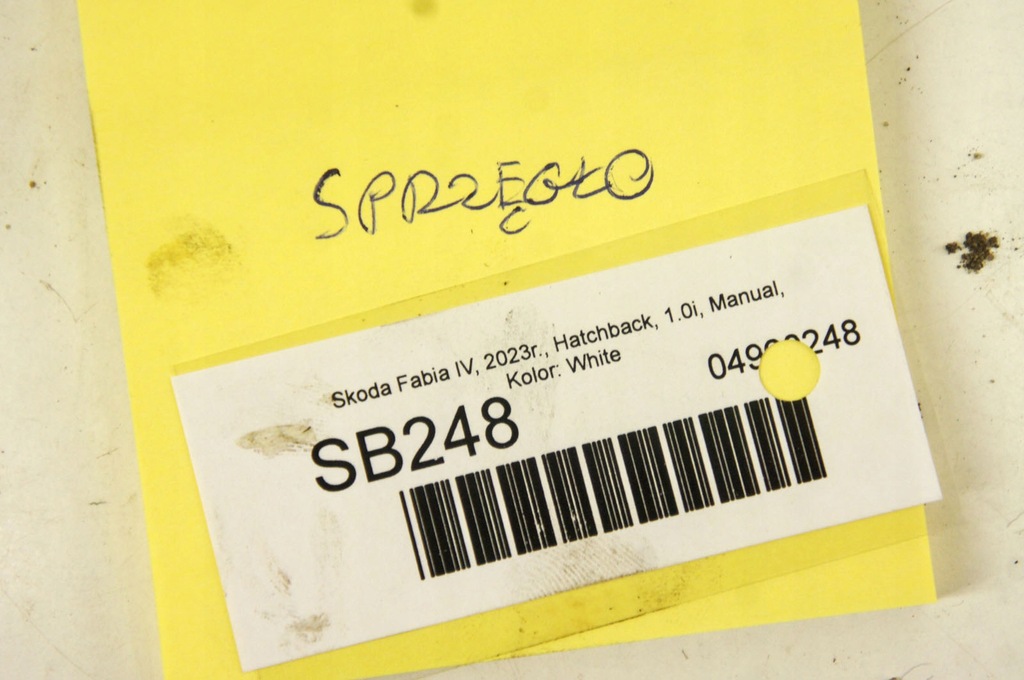 SPRZĘGŁO
Skoda Fabia IV, 2023r., Hatchback, 1.0i, Manual,
Kolor: White
SB248